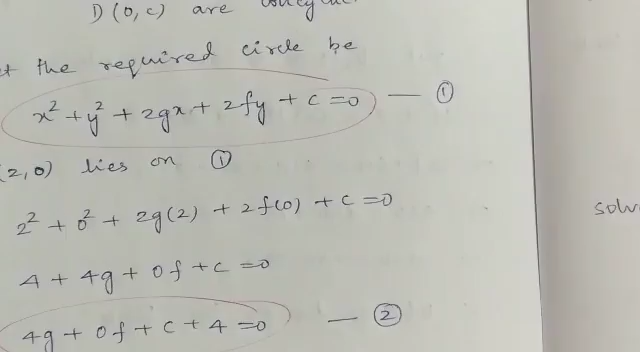 D(0,c) are
the required circle be
x² + y² + 2gx + 2fy + c = 0 — ①
(2,0) lies on ①
2² + 0² + 2g(2) + 2f(0) + c = 0
4 + 4g + 0f + c = 0
4g + 0f + c + 4 = 0 — ②